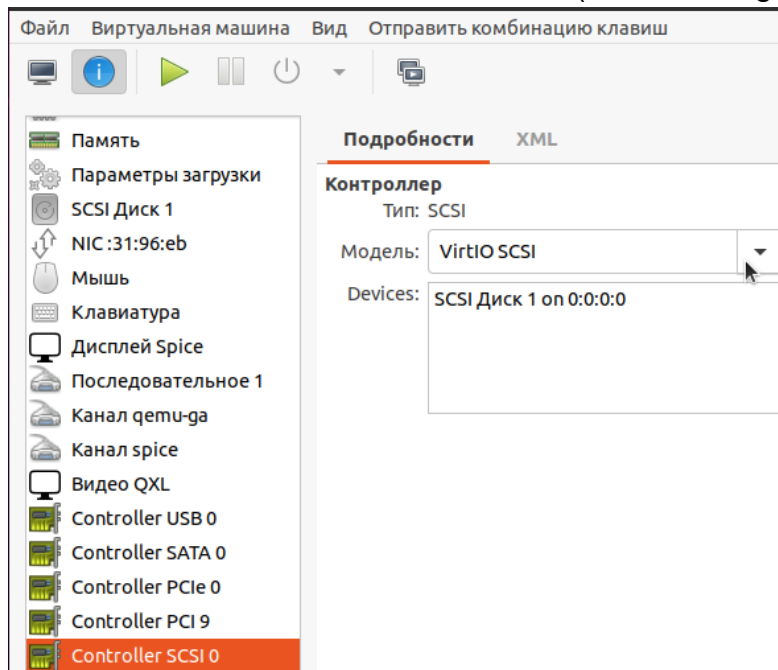 Файл Виртуальная машина Вид Отправить комбинацию клавиш
Память
Параметры загрузки
SCSI Диск 1
NIC :31:96:eb
Мышь
Клавиатура
Дисплей Spice
Последовательное 1
Канал qemu-ga
Канал spice
Видео QXL
Controller USB 0
Controller SATA 0
Controller PCIe 0
Controller PCI 9
Controller SCSI 0
Подробности XML
Контроллер
Тип: SCSI
Модель: VirtIO SCSI
Devices: SCSI Диск 1 on 0:0:0:0